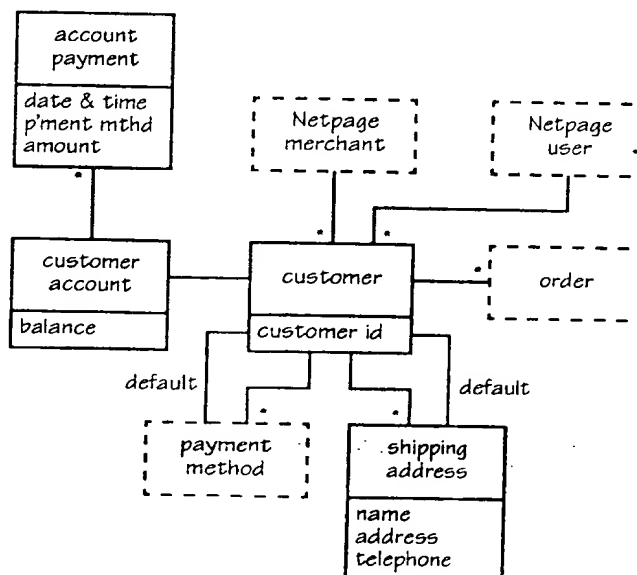 account
payment
date & time
p'ment mthd
amount
Netpage
merchant
Netpage
user
*
*
*
customer
account
balance
customer
customer id
*
order
default
default
*
*
payment
method
shipping
address
name
address
telephone